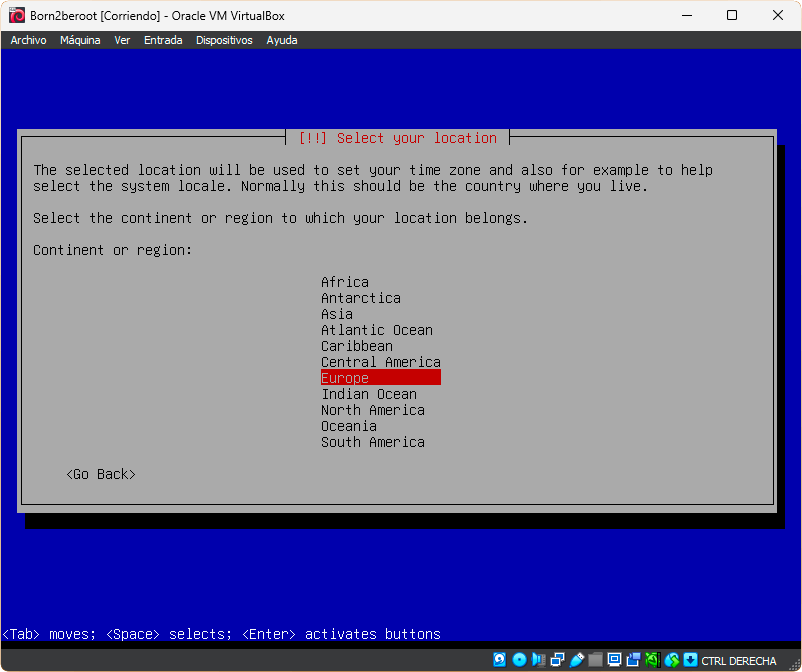 Born2beroot [Corriendo] - Oracle VM VirtualBox
Archivo Máquina Ver Entrada Dispositivos Ayuda
[!!] Select your location
The selected location will be used to set your time zone and also for example to help
select the system locale. Normally this should be the country where you live.
Select the continent or region to which your location belongs.
Continent or region:
Africa
Antarctica
Asia
Atlantic Ocean
Caribbean
Central America
Europe
Indian Ocean
North America
Oceania
South America
<Go Back>
<Tab> moves; <Space> selects; <Enter> activates buttons
CTRL DERECHA